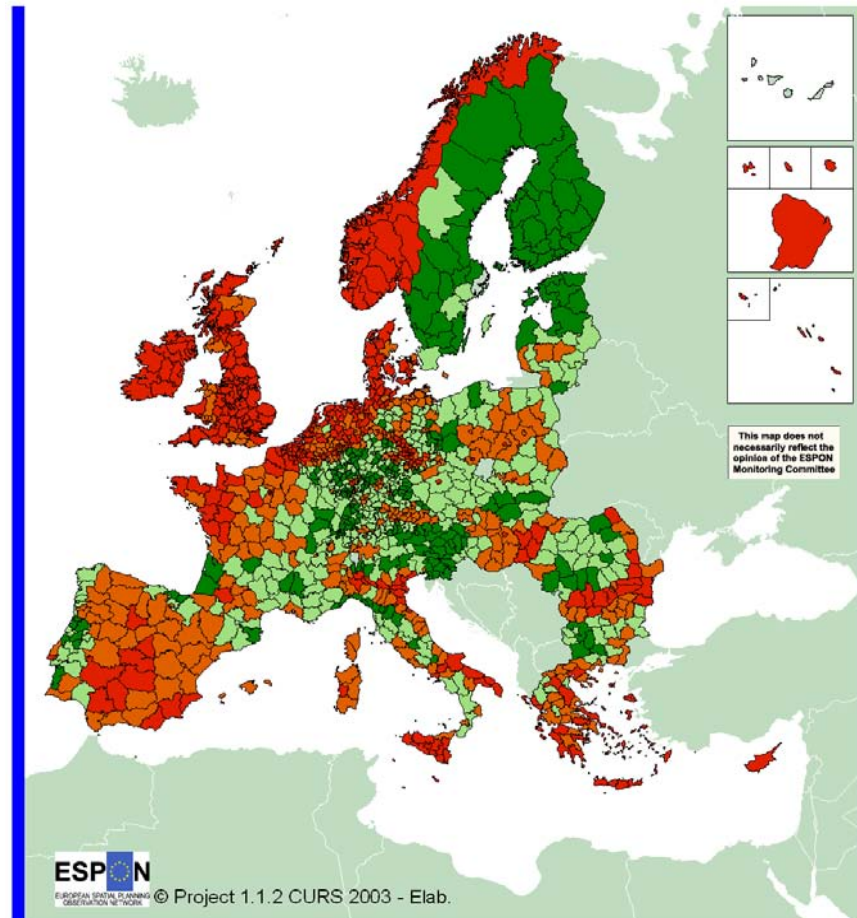 This map does not
necessarily reflect the
opinion of the ESPON
Monitoring Committee
ESPON
EUROPEAN SPATIAL PLANNING
OBSERVATION NETWORK
© Project 1.1.2 CURS 2003 - Elab.